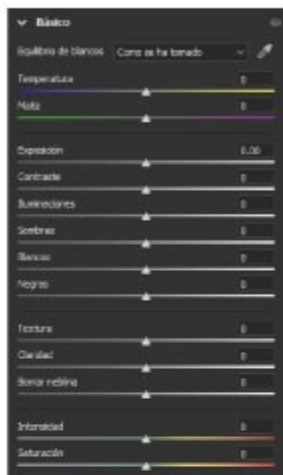 Básico
Equilibrio de blancos Como se ha tomado
Temperatura 0
Matiz 0
Exposición 0,00
Contraste 0
Iluminaciones 0
Sombras 0
Blancos 0
Negros 0
Textura 0
Claridad 0
Borrar neblina 0
Intensidad 0
Saturación 0